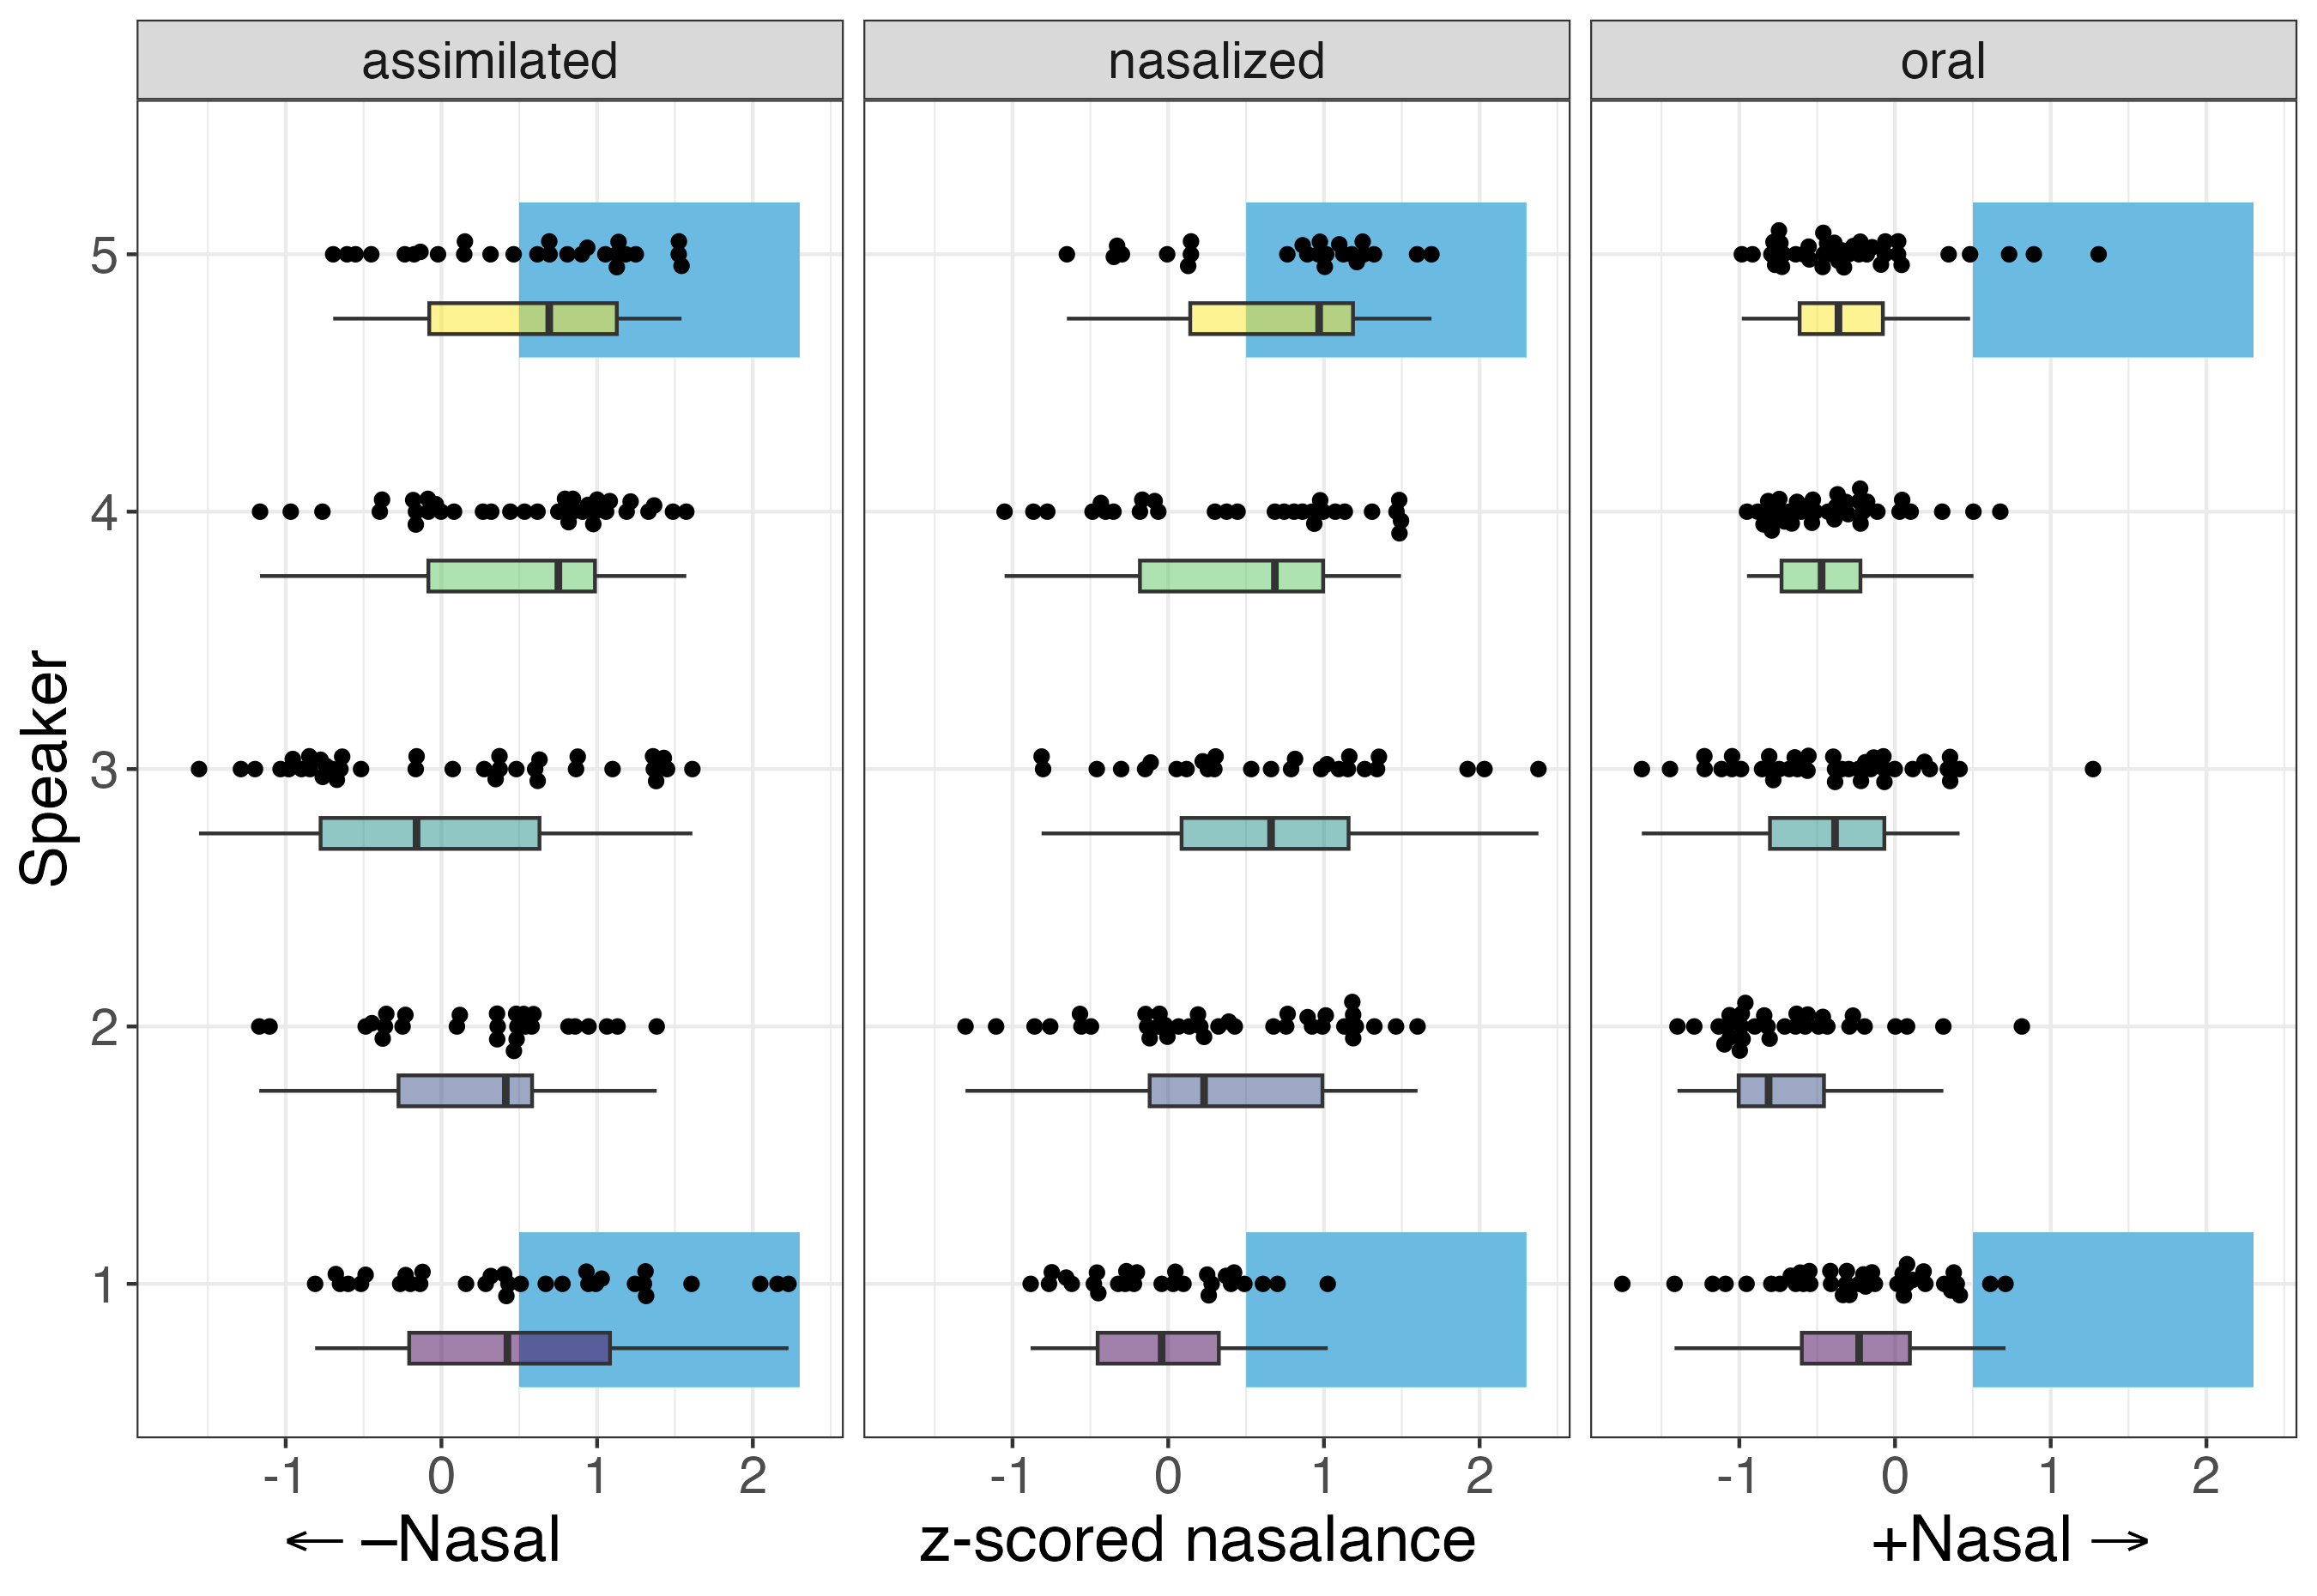 assimilated nasalized oral
5
4
3
2
1
Speaker
-1 0 1 2 -1 0 1 2 -1 0 1 2
← –Nasal z-scored nasalance +Nasal →